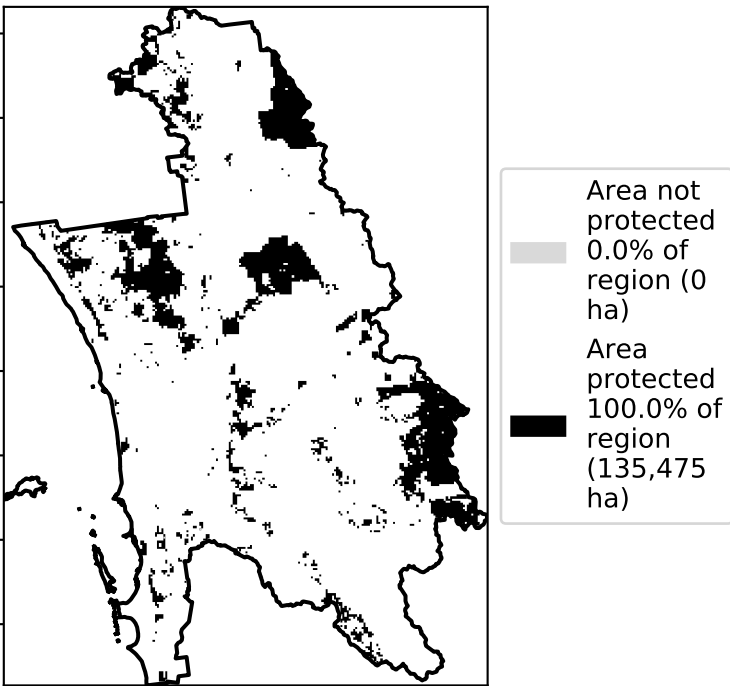 Area not
protected
0.0% of
region (0
ha)
Area
protected
100.0% of
region
(135,475
ha)